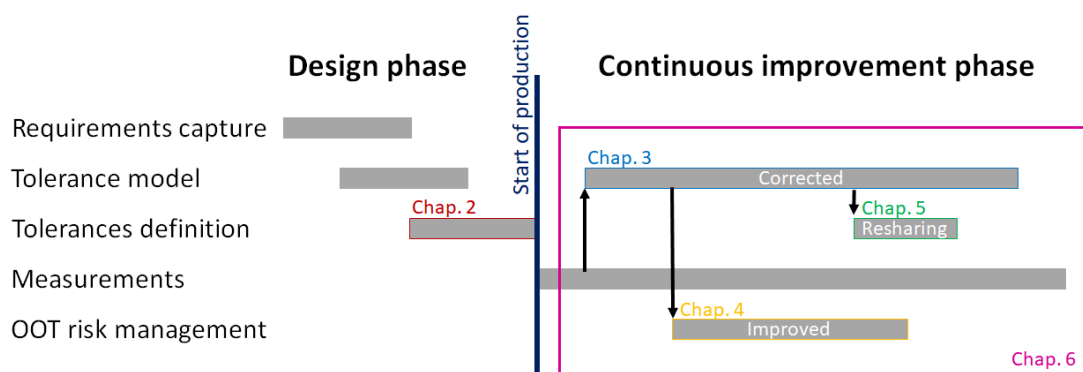 Design phase
Continuous improvement phase
Start of production
Requirements capture
Tolerance model
Chap. 3
Corrected
Tolerances definition
Chap. 2
Chap. 5
Resharing
Measurements
OOT risk management
Chap. 4
Improved
Chap. 6